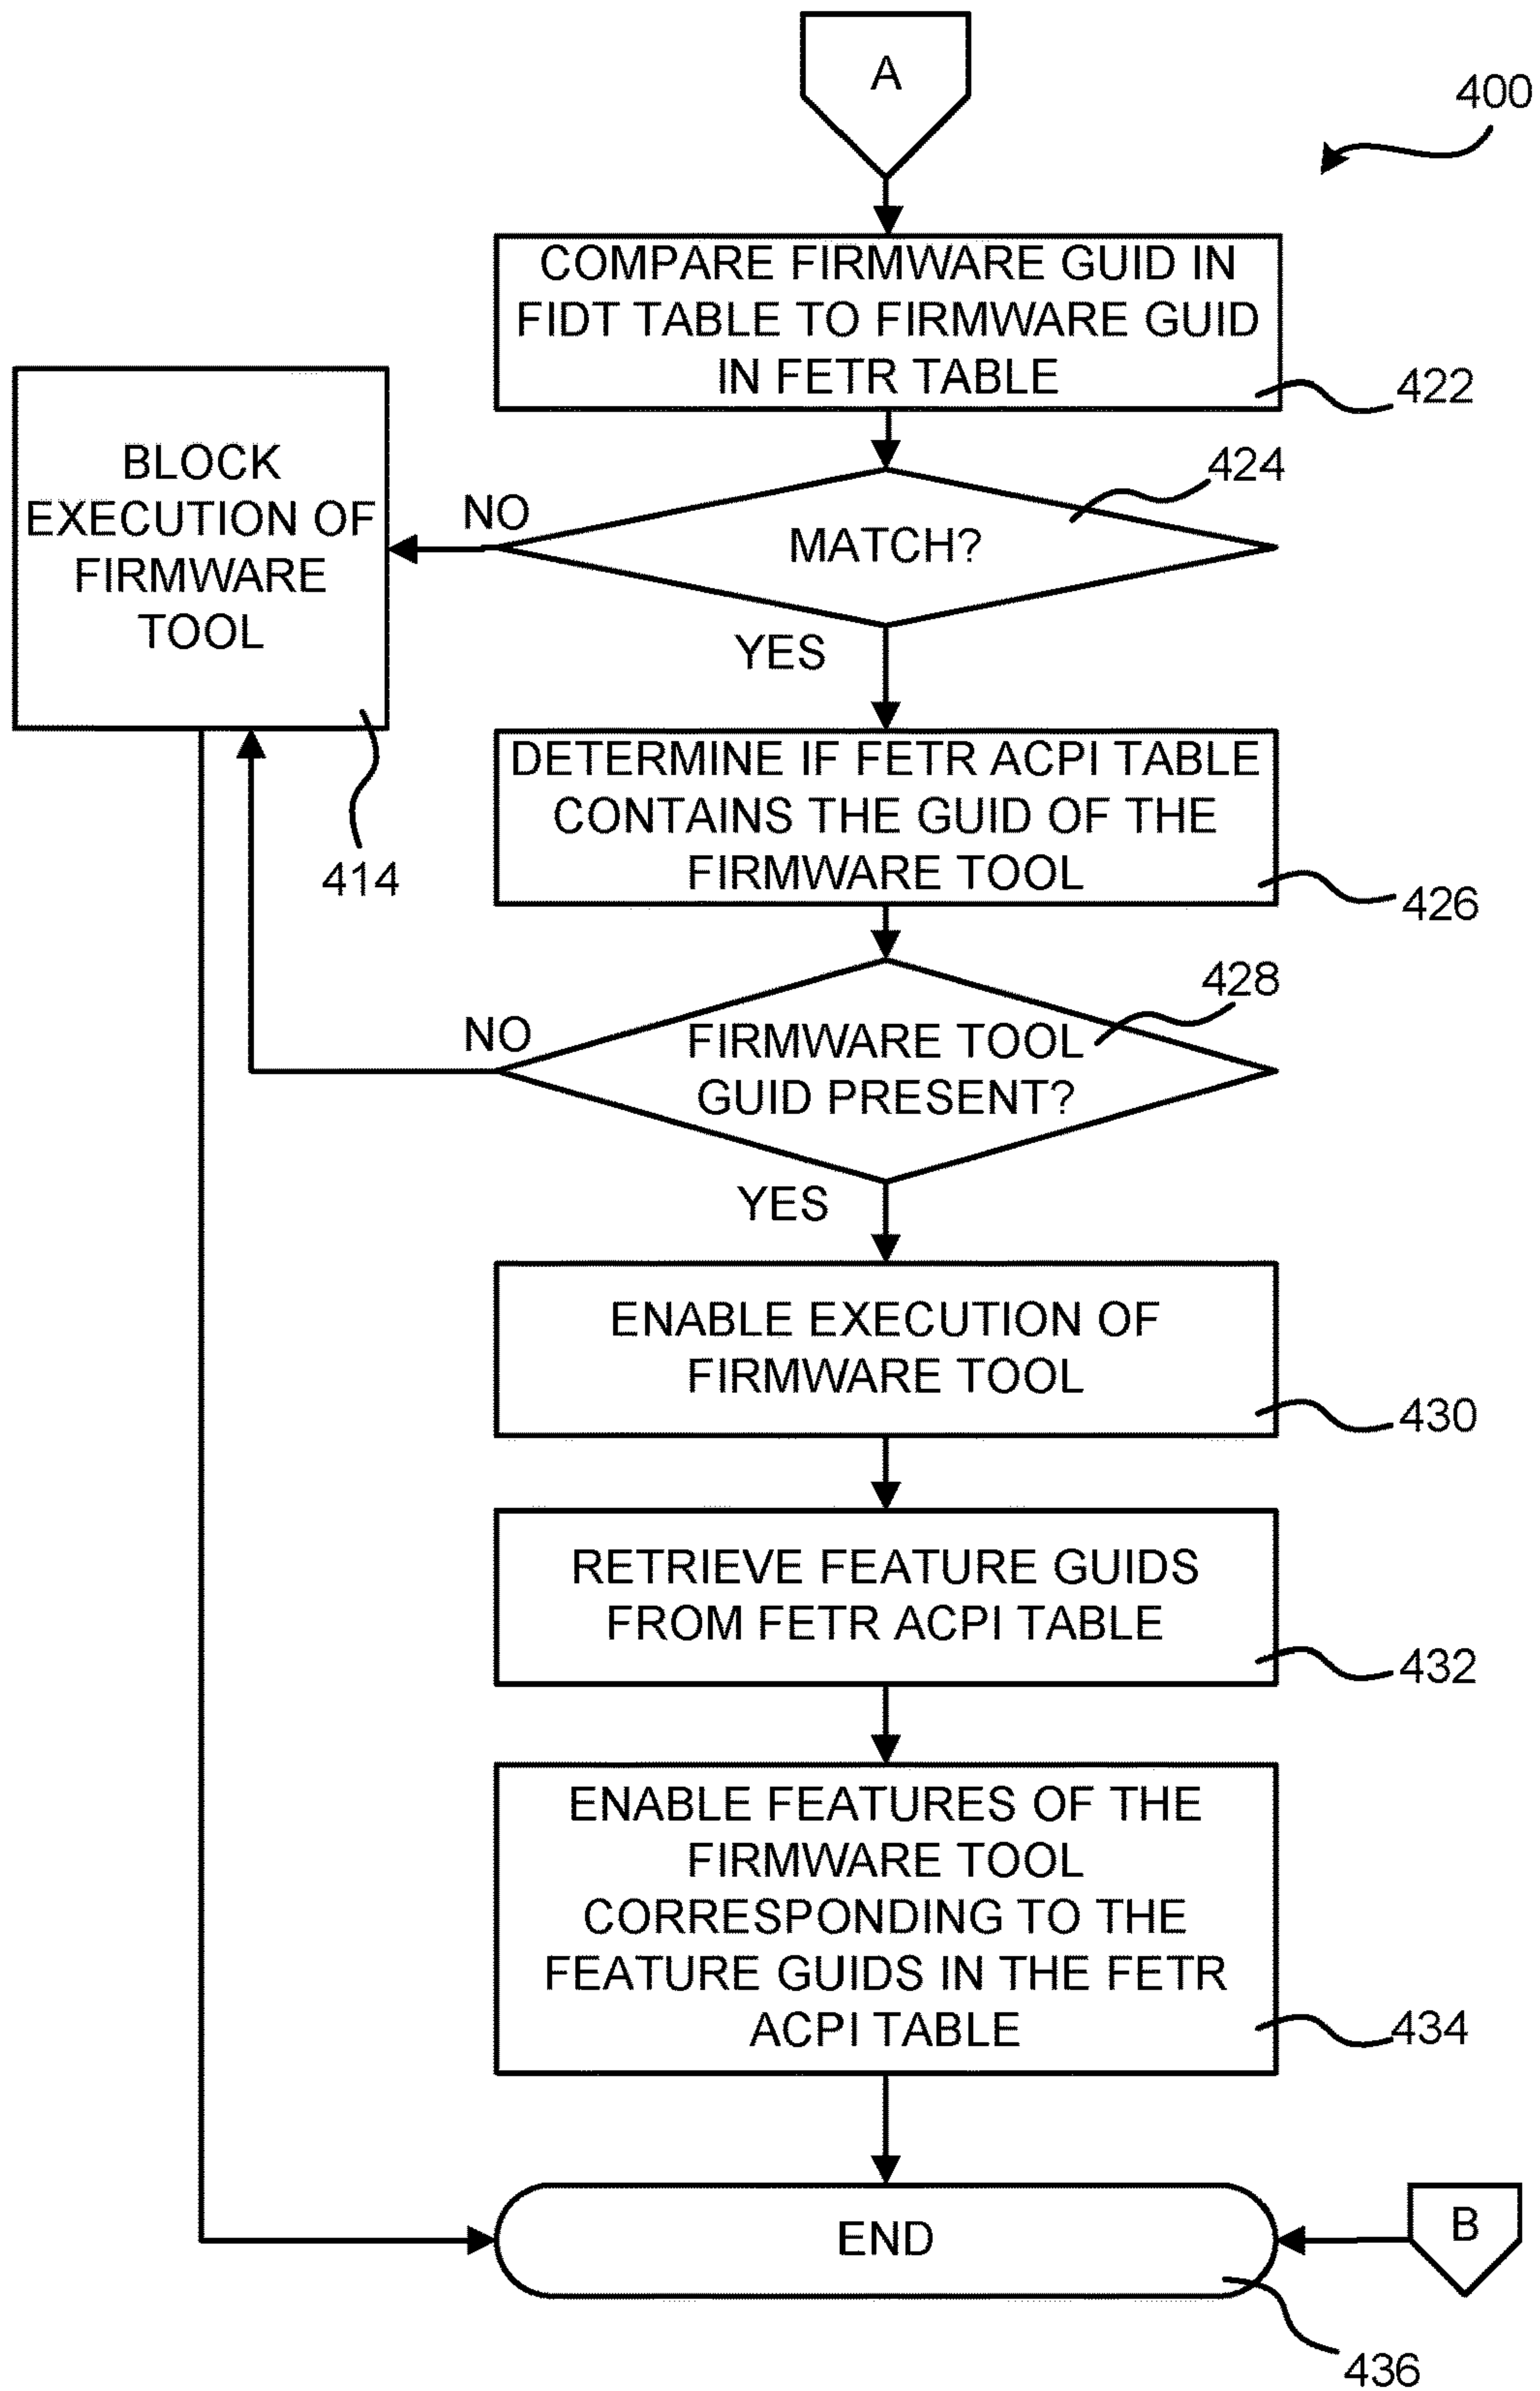 A
400
COMPARE FIRMWARE GUID IN
FIDT TABLE TO FIRMWARE GUID
IN FETR TABLE
422
BLOCK
EXECUTION OF
FIRMWARE
TOOL
414
424
NO
MATCH?
YES
DETERMINE IF FETR ACPI TABLE
CONTAINS THE GUID OF THE
FIRMWARE TOOL
426
428
NO
FIRMWARE TOOL
GUID PRESENT?
YES
ENABLE EXECUTION OF
FIRMWARE TOOL
430
RETRIEVE FEATURE GUIDS
FROM FETR ACPI TABLE
432
ENABLE FEATURES OF THE
FIRMWARE TOOL
CORRESPONDING TO THE
FEATURE GUIDS IN THE FETR
ACPI TABLE
434
END
B
436